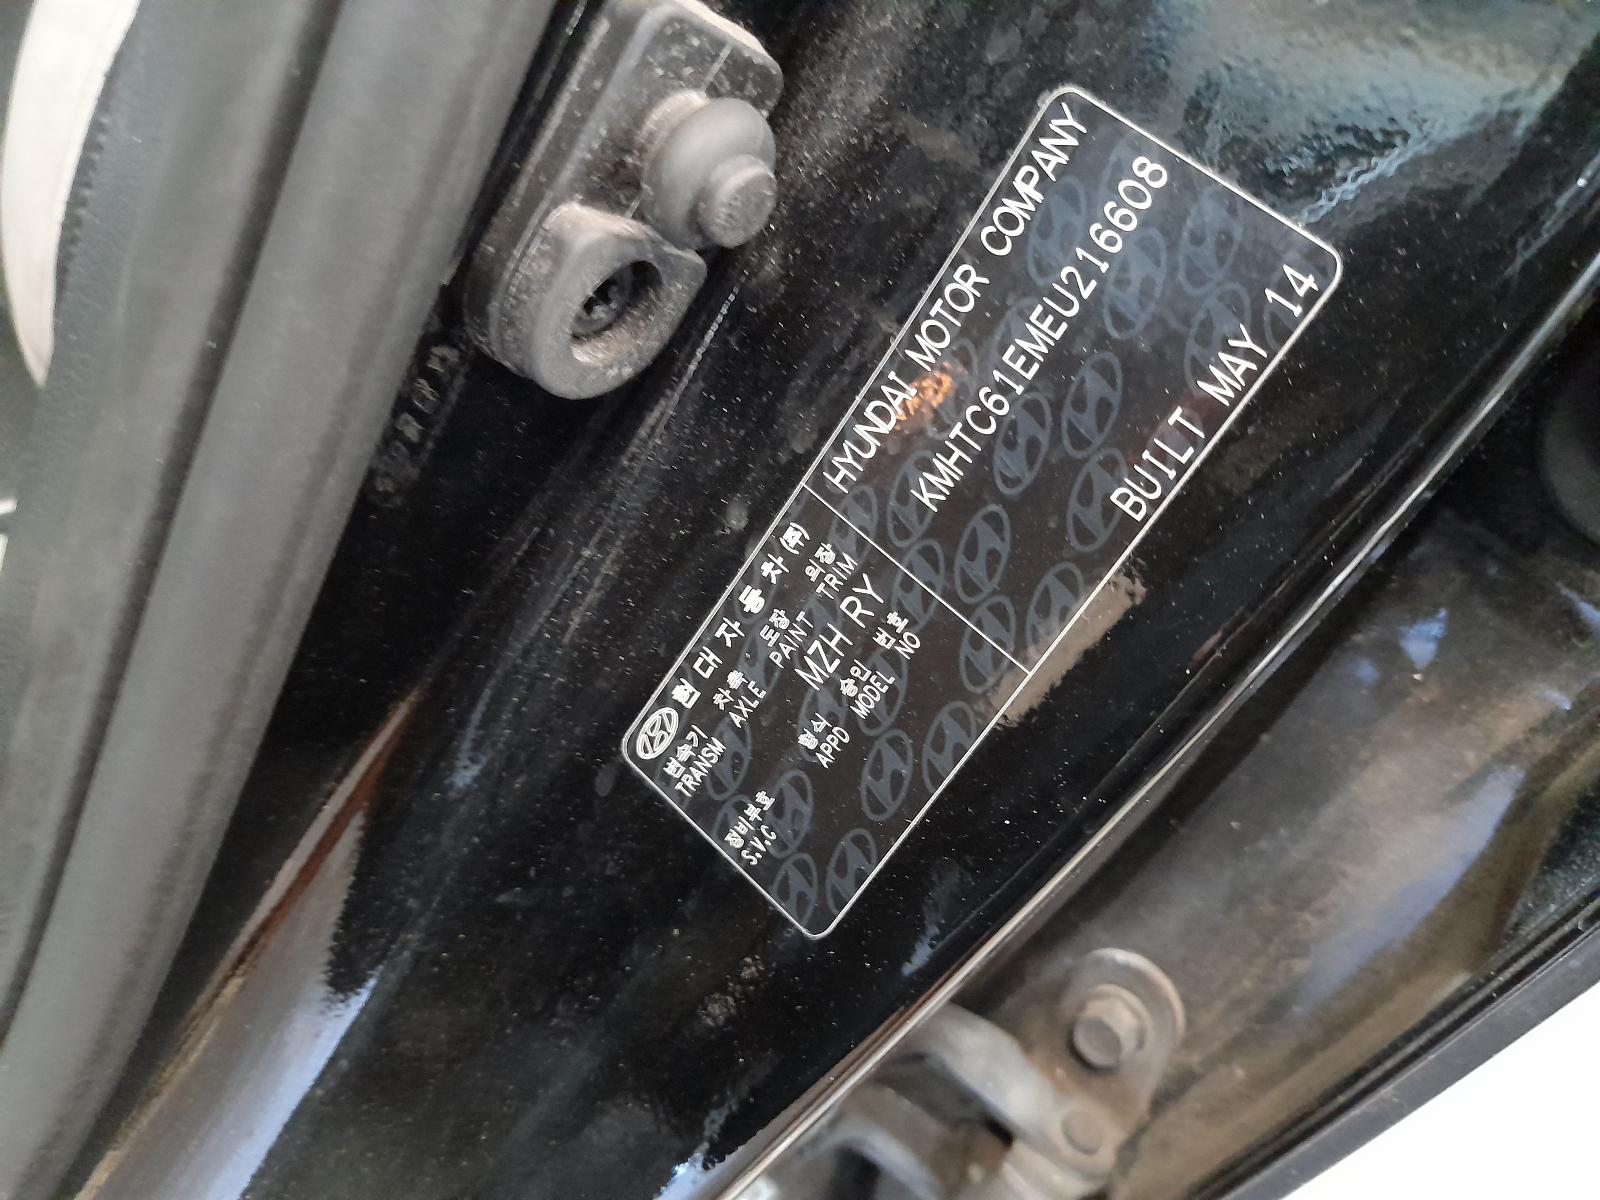 현대자동차(주)
변속기 차축 도장 의장
TRANSM AXLE PAINT TRIM
MZH RY
정비부호 형식 승인 번호
S.V.C APPD MODEL NO
HYUNDAI MOTOR COMPANY
KMHTC61EMEU216608
BUILT MAY 14